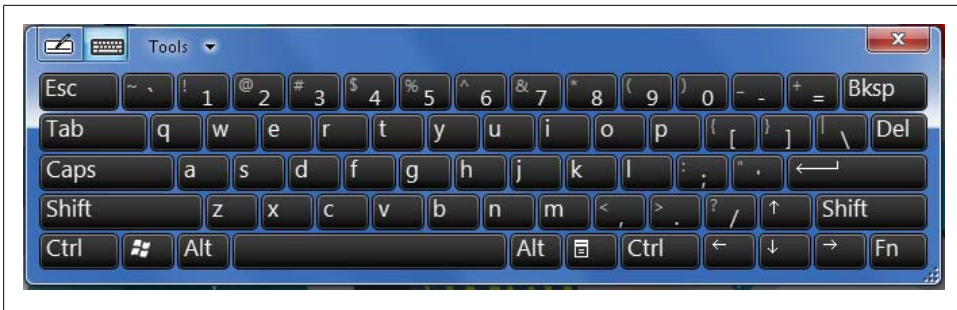 Tools
Esc ~ ` ! 1 @ 2 # 3 $ 4 % 5 ^ 6 & 7 * 8 ( 9 ) 0 - - + = Bksp
Tab q w e r t y u i o p { [ } ] | \ Del
Caps a s d f g h j k l : ; " '
Shift z x c v b n m < , > . ? / ↑ Shift
Ctrl Alt Alt Ctrl ← ↓ → Fn